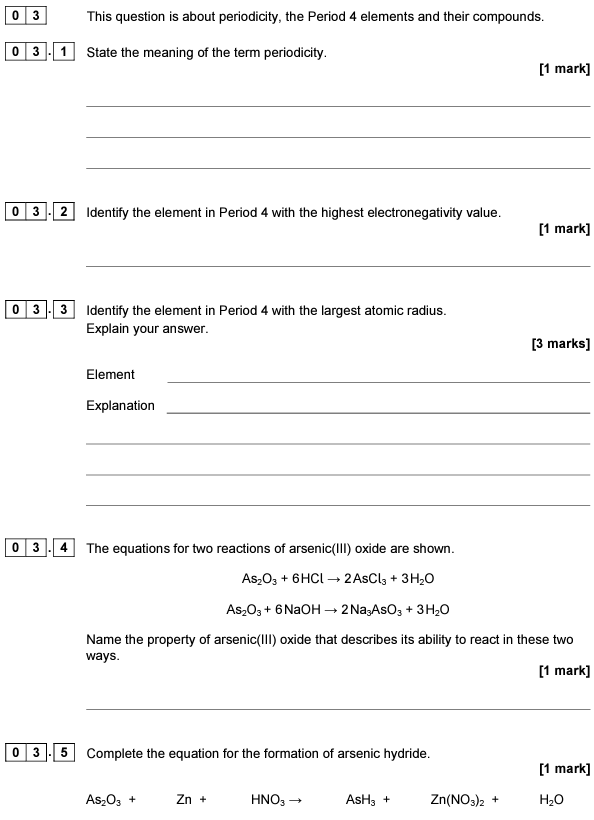 0 3 This question is about periodicity, the Period 4 elements and their compounds.
0 3 . 1 State the meaning of the term periodicity.
[1 mark]
0 3 . 2 Identify the element in Period 4 with the highest electronegativity value.
[1 mark]
0 3 . 3 Identify the element in Period 4 with the largest atomic radius.
Explain your answer.
[3 marks]
Element
Explanation
0 3 . 4 The equations for two reactions of arsenic(III) oxide are shown.
As₂O₃ + 6HCl → 2AsCl₃ + 3H₂O
As₂O₃ + 6NaOH → 2Na₃AsO₃ + 3H₂O
Name the property of arsenic(III) oxide that describes its ability to react in these two
ways.
[1 mark]
0 3 . 5 Complete the equation for the formation of arsenic hydride.
[1 mark]
As₂O₃ + Zn + HNO₃ → AsH₃ + Zn(NO₃)₂ + H₂O